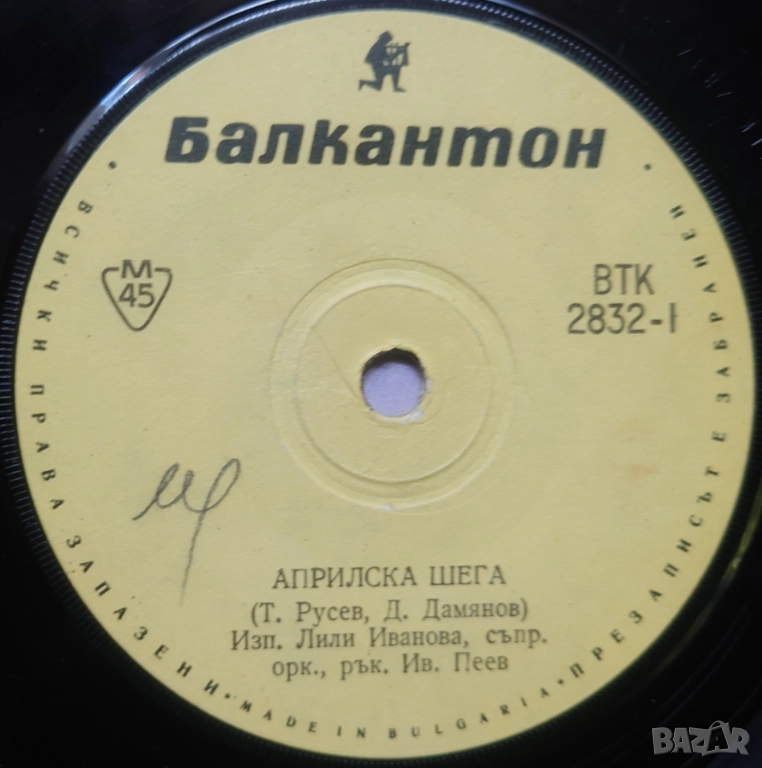 Балкантон
М
45
ВТК
2832-I
АПРИЛСКА ШЕГА
(Т. Русев, Д. Дамянов)
Изп. Лили Иванова, съпр.
орк., рък. Ив. Пеев
• ВСИЧКИ ПРАВА ЗАПАЗЕНИ • MADE IN BULGARIA • ПРЕЗАПИСЪТ Е ЗАБРАНЕН •
BAZAR